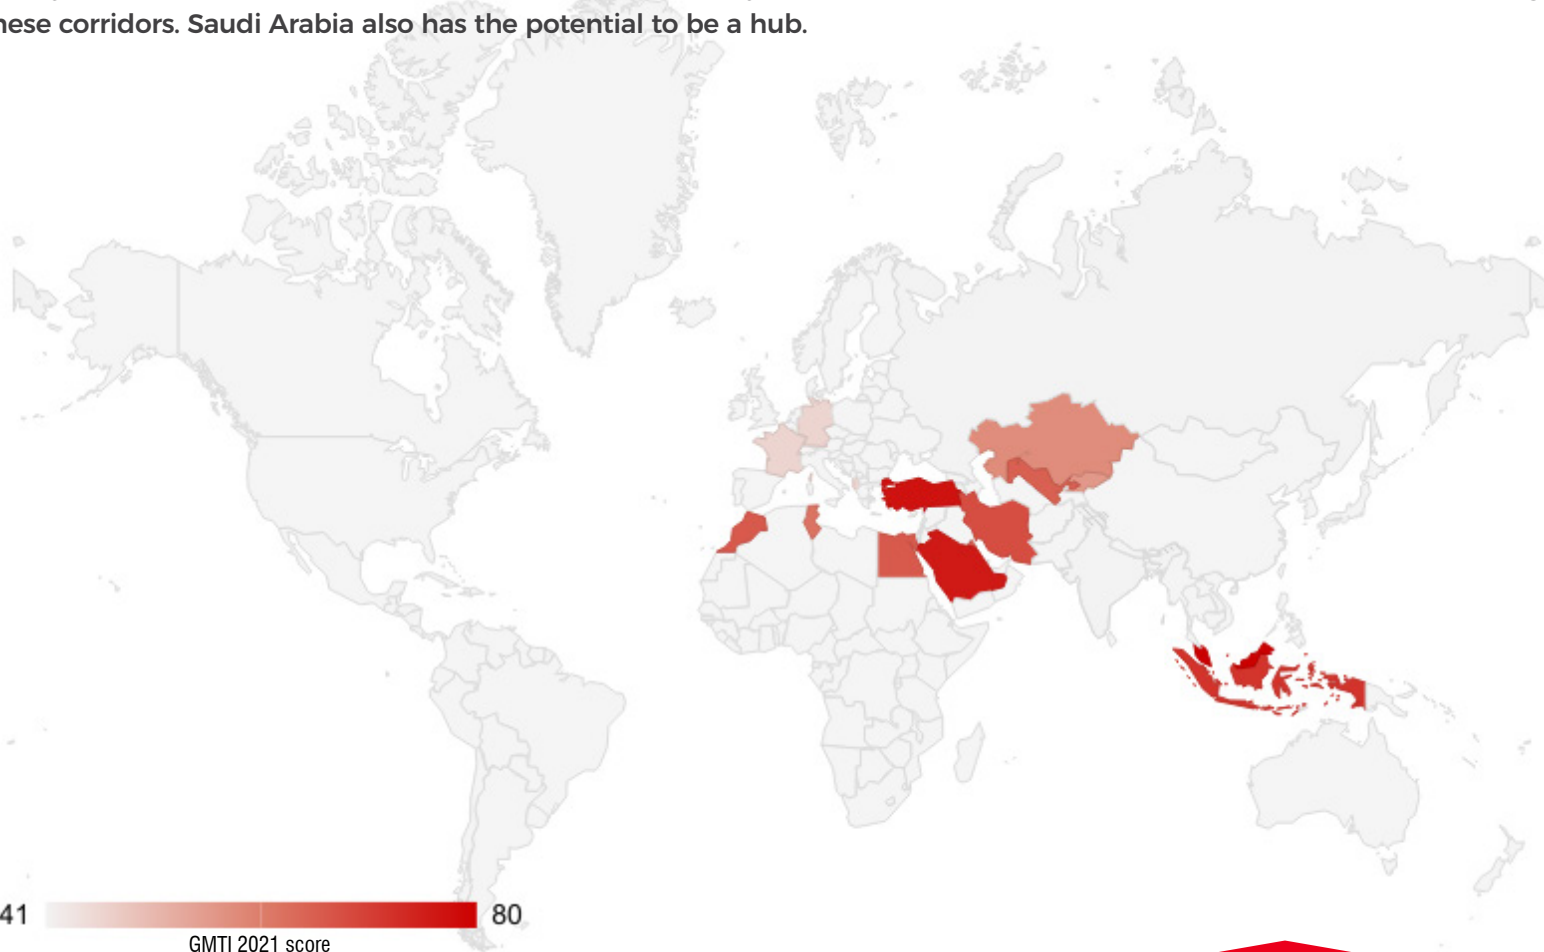 hese corridors. Saudi Arabia also has the potential to be a hub.
41
80
GMTI 2021 score